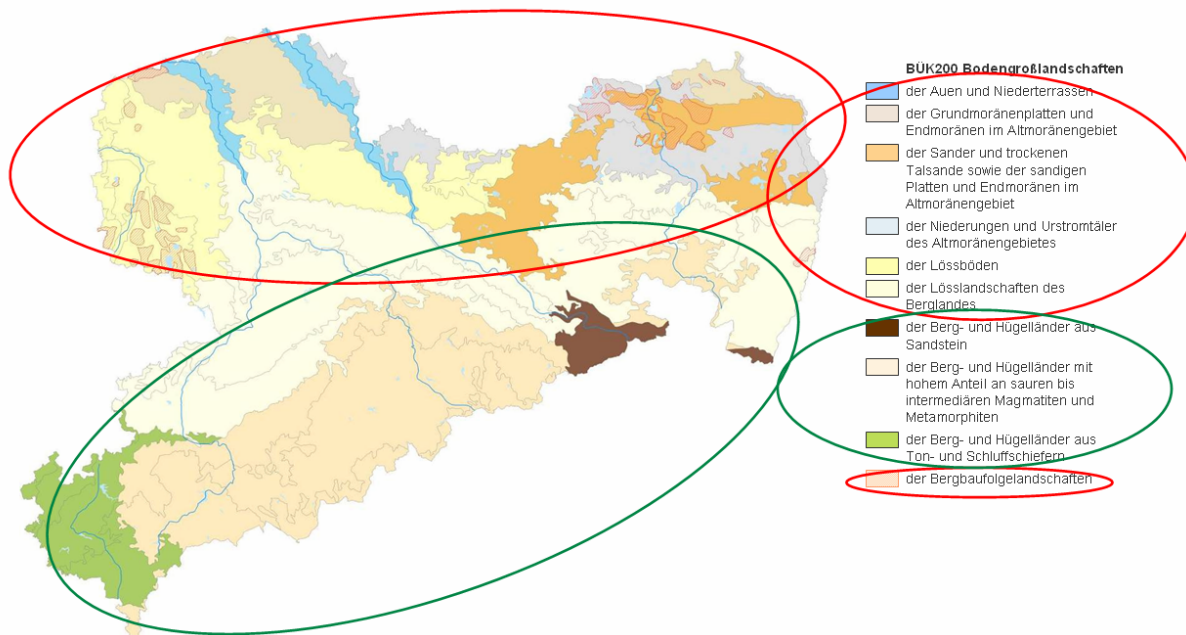 BÜK200 Bodengroßlandschaften
der Auen und Niederterrassen
der Grundmoränenplatten und
Endmoränen im Altmoränengebiet
der Sander und trockenen
Talsande sowie der sandigen
Platten und Endmoränen im
Altmoränengebiet
der Niederungen und Urstromtäler
des Altmoränengebietes
der Lössböden
der Lösslandschaften des
Berglandes
der Berg- und Hügelländer aus
Sandstein
der Berg- und Hügelländer mit
hohem Anteil an sauren bis
intermediären Magmatiten und
Metamorphiten
der Berg- und Hügelländer aus
Ton- und Schluffschiefern
der Bergbaufolgelandschaften